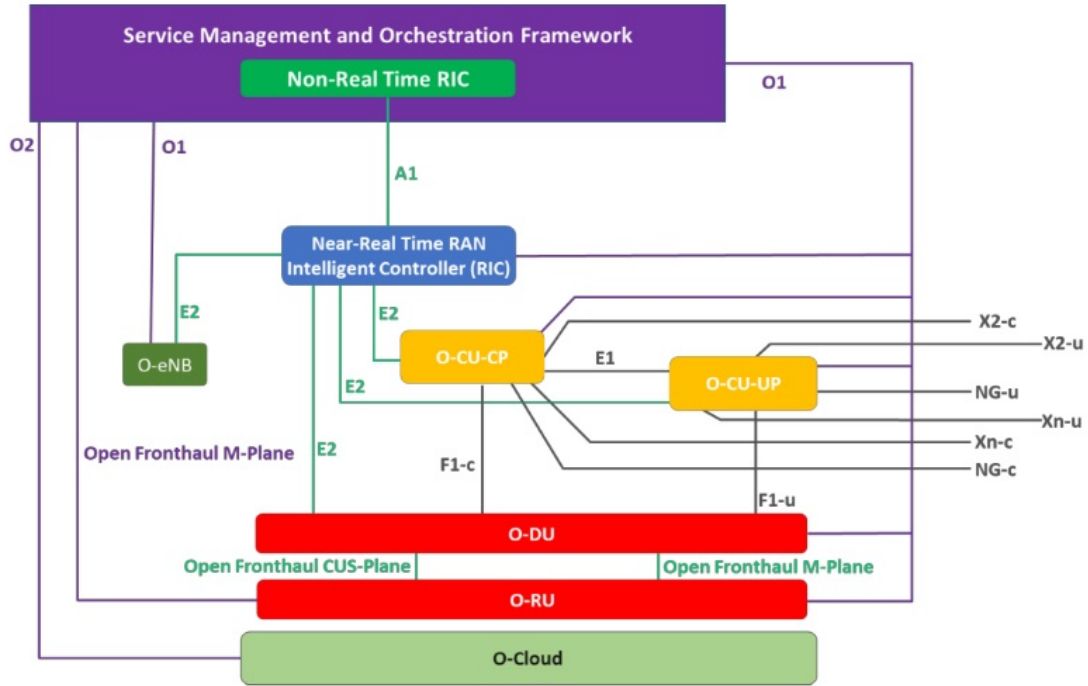 Service Management and Orchestration Framework
Non-Real Time RIC
O1
O2
O1
A1
Near-Real Time RAN
Intelligent Controller (RIC)
E2
E2
X2-c
O-CU-CP
E1
X2-u
O-eNB
O-CU-UP
E2
NG-u
Xn-u
Open Fronthaul M-Plane
E2
Xn-c
F1-c
NG-c
F1-u
O-DU
Open Fronthaul CUS-Plane
Open Fronthaul M-Plane
O-RU
O-Cloud